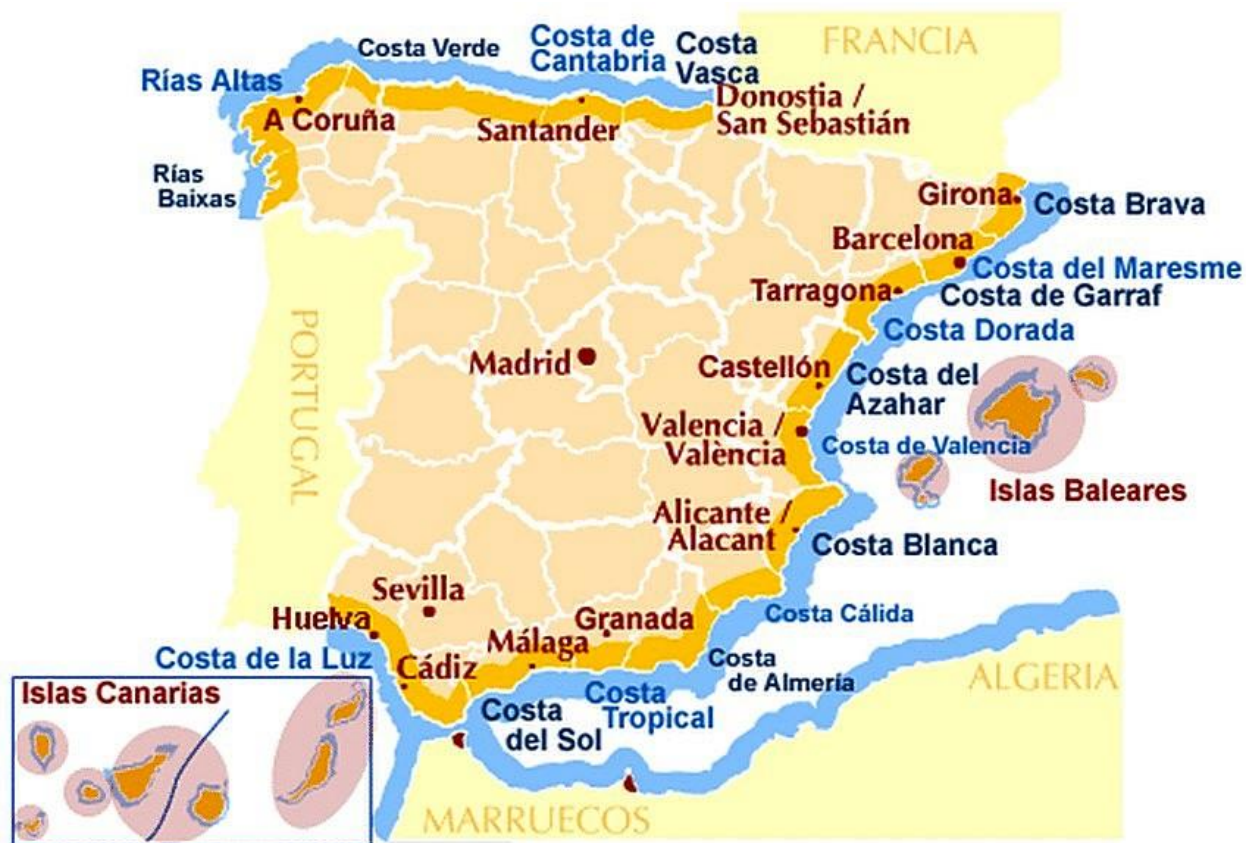 Costa Verde
Costa de
Cantabria
Costa
Vasca
FRANCIA
Rías Altas
A Coruña
Santander
Donostia /
San Sebastián
Rías
Baixas
Girona
Costa Brava
Barcelona
Costa del Maresme
Tarragona
Costa de Garraf
Costa Dorada
PORTUGAL
Madrid
Castellón
Costa del
Azahar
Valencia /
València
Costa de Valencia
Islas Baleares
Alicante /
Alacant
Costa Blanca
Sevilla
Huelva
Granada
Costa Cálida
Málaga
Costa de la Luz
Cádiz
Costa
de Almería
ALGERIA
Islas Canarias
Costa
Tropical
Costa
del Sol
MARRUECOS